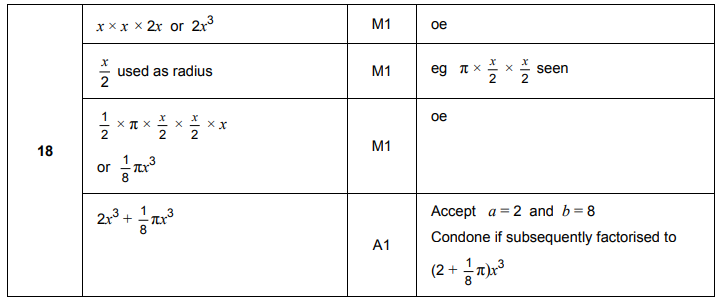 x × x × 2x or 2x³ M1 oe
x/2 used as radius M1 eg π × x/2 × x/2 seen
18
1/2 × π × x/2 × x/2 × x
or 1/8 πx³
M1
oe
2x³ + 1/8 πx³
A1
Accept a = 2 and b = 8
Condone if subsequently factorised to
(2 + 1/8 π)x³